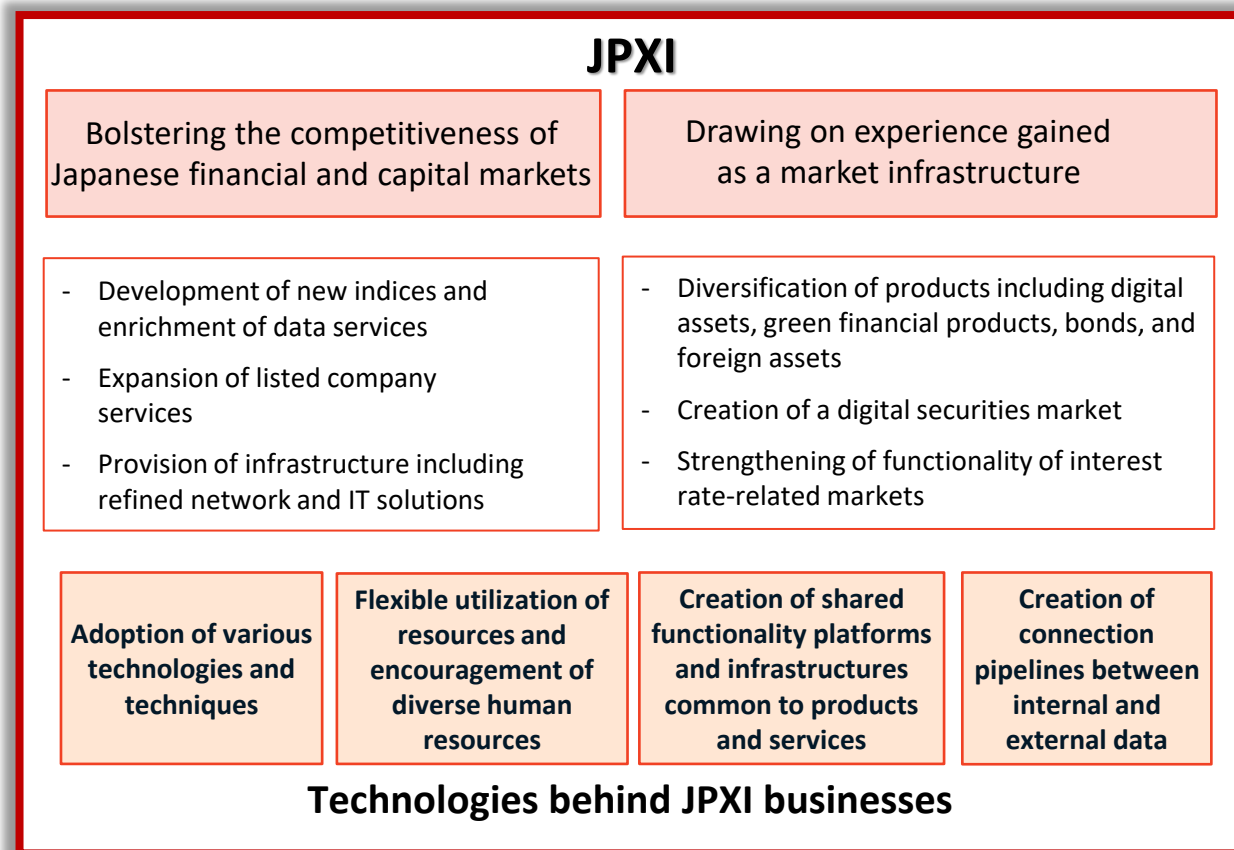 JPXI
Bolstering the competitiveness of
Japanese financial and capital markets
Drawing on experience gained
as a market infrastructure
- Development of new indices and
enrichment of data services
- Expansion of listed company
services
- Provision of infrastructure including
refined network and IT solutions
- Diversification of products including digital
assets, green financial products, bonds, and
foreign assets
- Creation of a digital securities market
- Strengthening of functionality of interest
rate-related markets
Adoption of various
technologies and
techniques
Flexible utilization of
resources and
encouragement of
diverse human
resources
Creation of shared
functionality platforms
and infrastructures
common to products
and services
Creation of
connection
pipelines between
internal and
external data
Technologies behind JPXI businesses